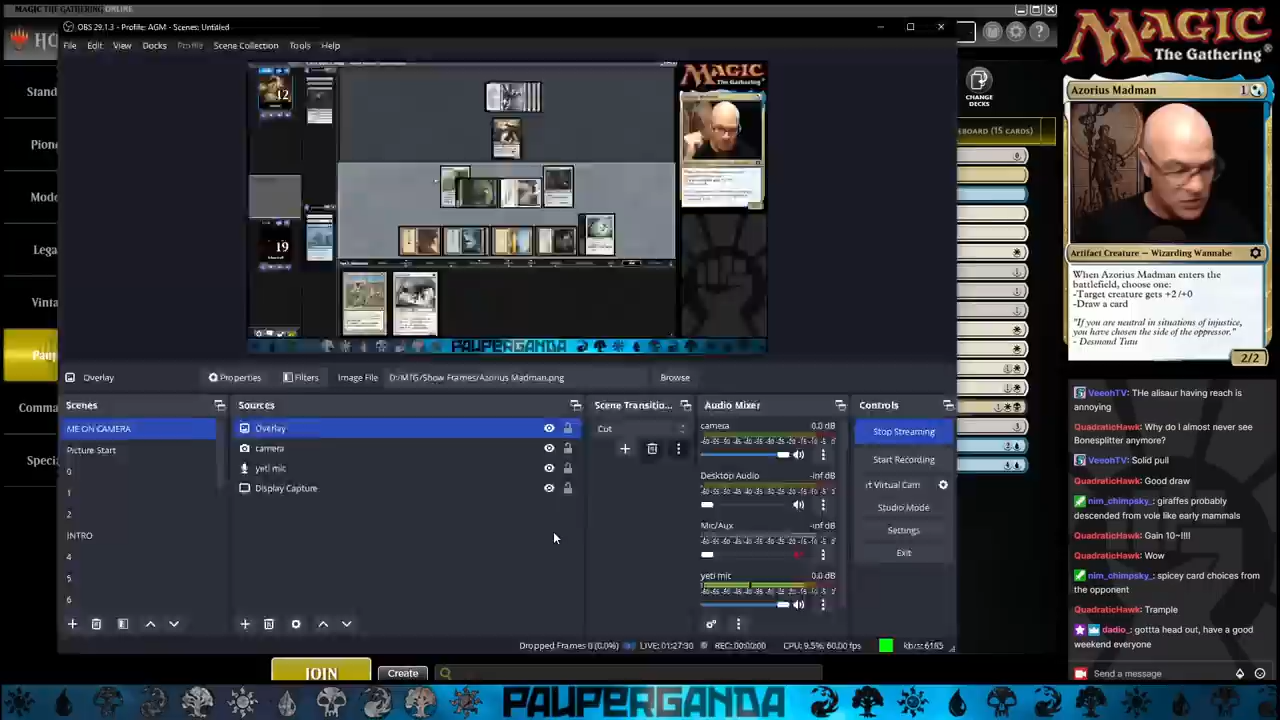 MAGIC THE GATHERING ONLINE
OBS 29.1.3 - Profile: AGM - Scenes: Untitled
File Edit View Docks Profile Scene Collection Tools Help
Stand
Pione
Mode
Lega
Vinta
Pau
Comma
Speci
12
19
MAGIC
PAUPERGANDA
CHANGE
DECKS
EBOARD (15 CARDS)
Overlay
Properties
Filters
Image File
D:/MTG/Show Frames/Azorius Madman.png
Browse
Scenes
ME ON CAMERA
Picture Start
0
1
2
INTRO
4
5
6
Sources
Overlay
camera
yeti mic
Display Capture
Scene Transitio...
Cut
Audio Mixer
camera 0.0 dB
Desktop Audio -inf dB
Mic/Aux -inf dB
yeti mic 0.0 dB
Controls
Stop Streaming
Start Recording
rt Virtual Cam
Studio Mode
Settings
Exit
Dropped Frames 0 (0.0%) LIVE: 01:27:30 REC: 00:00:00 CPU: 9.5%, 60.00 fps kb/s: 6185
JOIN
Create
MAGIC
The Gathering®
Azorius Madman 1
Artifact Creature — Wizarding Wannabe
When Azorius Madman enters the
battlefield, choose one:
-Target creature gets +2/+0
-Draw a card
"If you are neutral in situations of injustice,
you have chosen the side of the oppressor."
- Desmond Tutu
2/2
VeeohTV: THe alisaur having reach is
annoying
QuadraticHawk: Why do I almost never see
Bonesplitter anymore?
VeeohTV: Solid pull
QuadraticHawk: Good draw
nim_chimpsky_: giraffes probably
descended from vole like early mammals
QuadraticHawk: Gain 10~!!!!
QuadraticHawk: Wow
nim_chimpsky_: spicey card choices from
the opponent
QuadraticHawk: Trample
dadio_: gottta head out, have a good
weekend everyone
Send a message
PAUPERGANDA